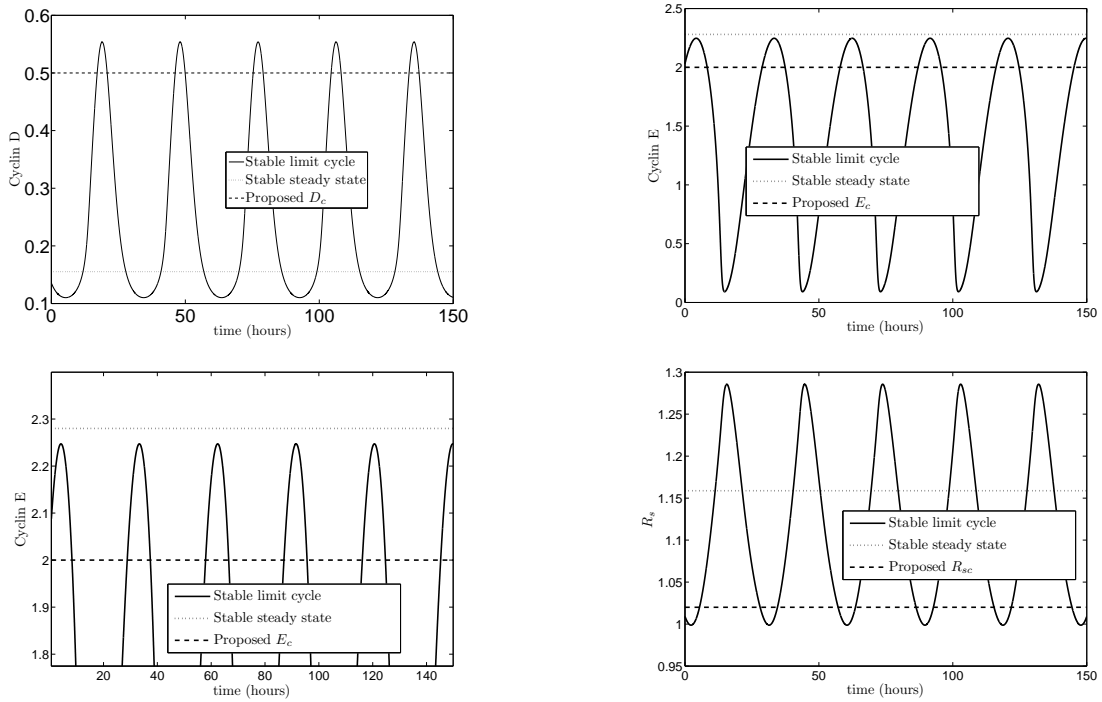 0.6
0.5
0.4
0.3
0.2
0.1
0
50
100
150
Cyclin D
time (hours)
Stable limit cycle
Stable steady state
Proposed D_c
2.5
2
1.5
1
0.5
0
0
50
100
150
Cyclin E
time (hours)
Stable limit cycle
Stable steady state
Proposed E_c
2.3
2.2
2.1
2
1.9
1.8
20
40
60
80
100
120
140
Cyclin E
time (hours)
Stable limit cycle
Stable steady state
Proposed E_c
1.3
1.25
1.2
1.15
1.1
1.05
1
0.95
0
50
100
150
R_s
time (hours)
Stable limit cycle
Stable steady state
Proposed R_{sc}